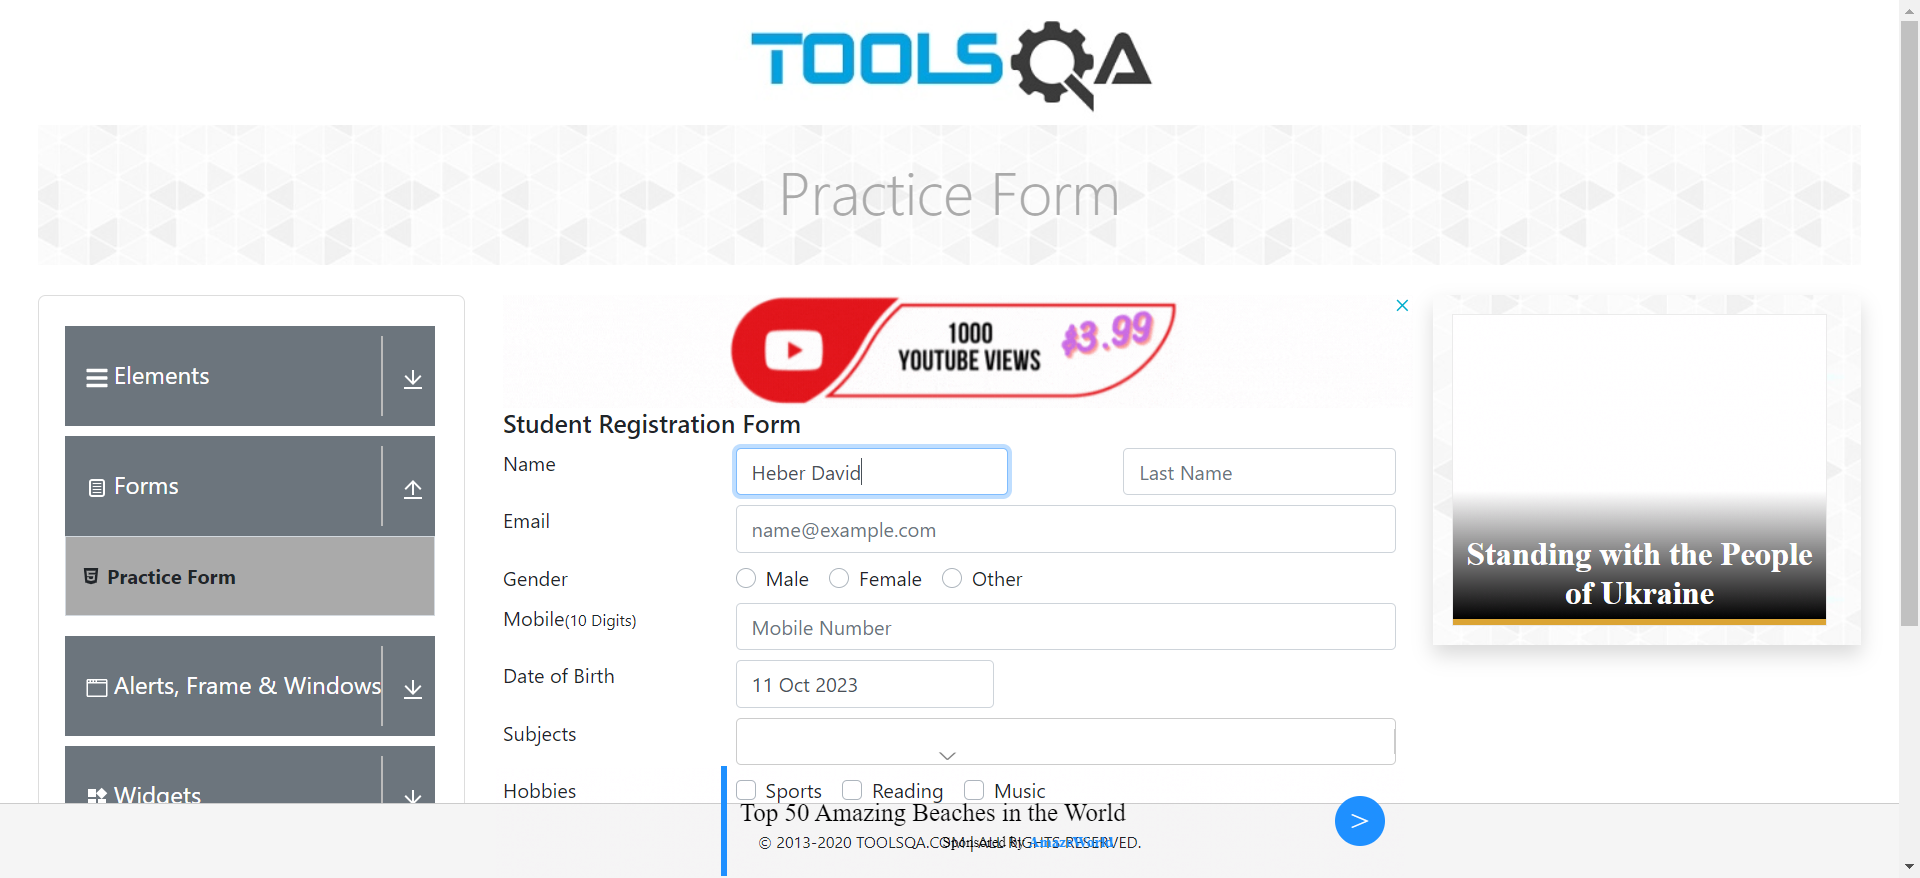 TOOLSQA
Practice Form
Elements
Forms
Practice Form
Alerts, Frame & Windows
Widgets
1000
YOUTUBE VIEWS
$3.99
Student Registration Form
Name
Heber David
Last Name
Email
name@example.com
Gender
Male
Female
Other
Mobile(10 Digits)
Mobile Number
Date of Birth
11 Oct 2023
Subjects
Hobbies
Sports
Reading
Music
Standing with the People
of Ukraine
Top 50 Amazing Beaches in the World
>
© 2013-2020 TOOLSQA.COM | ALL RIGHTS RESERVED.
Sponsored By